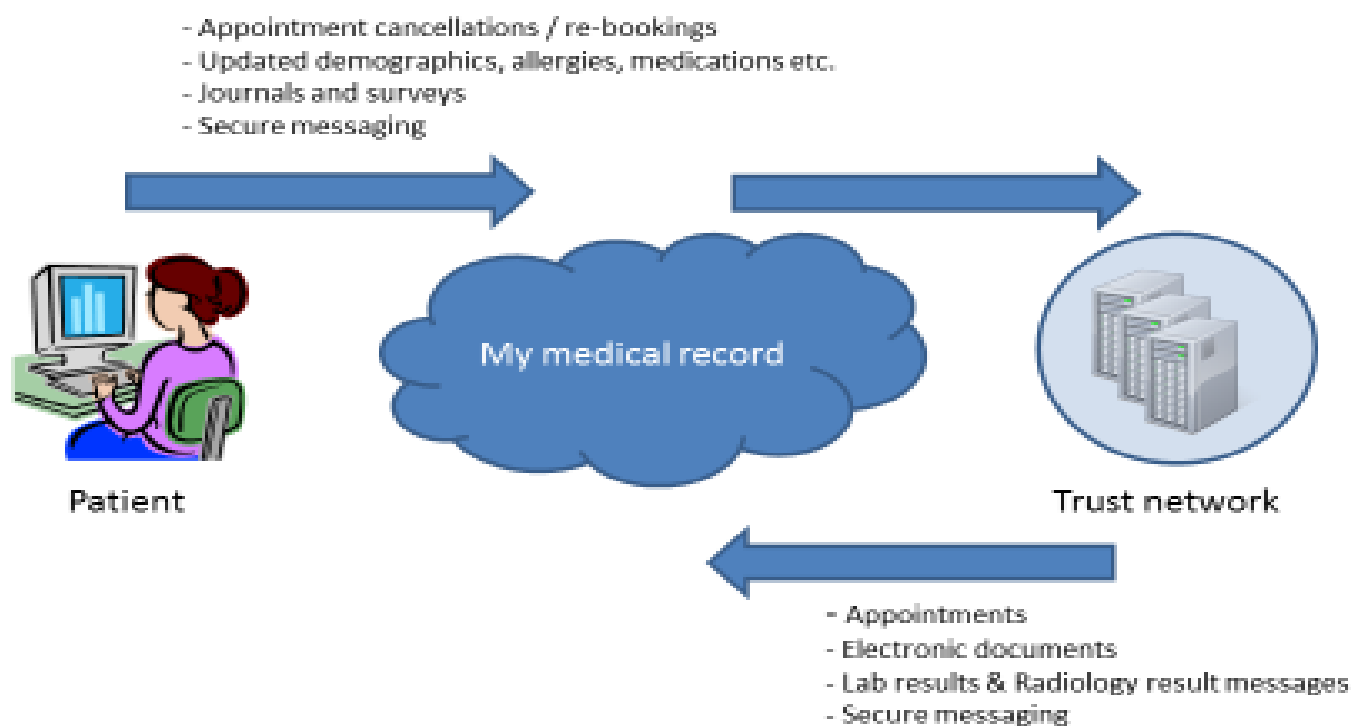 - Appointment cancellations / re-bookings
- Updated demographics, allergies, medications etc.
- Journals and surveys
- Secure messaging
My medical record
Patient
Trust network
- Appointments
- Electronic documents
- Lab results & Radiology result messages
- Secure messaging